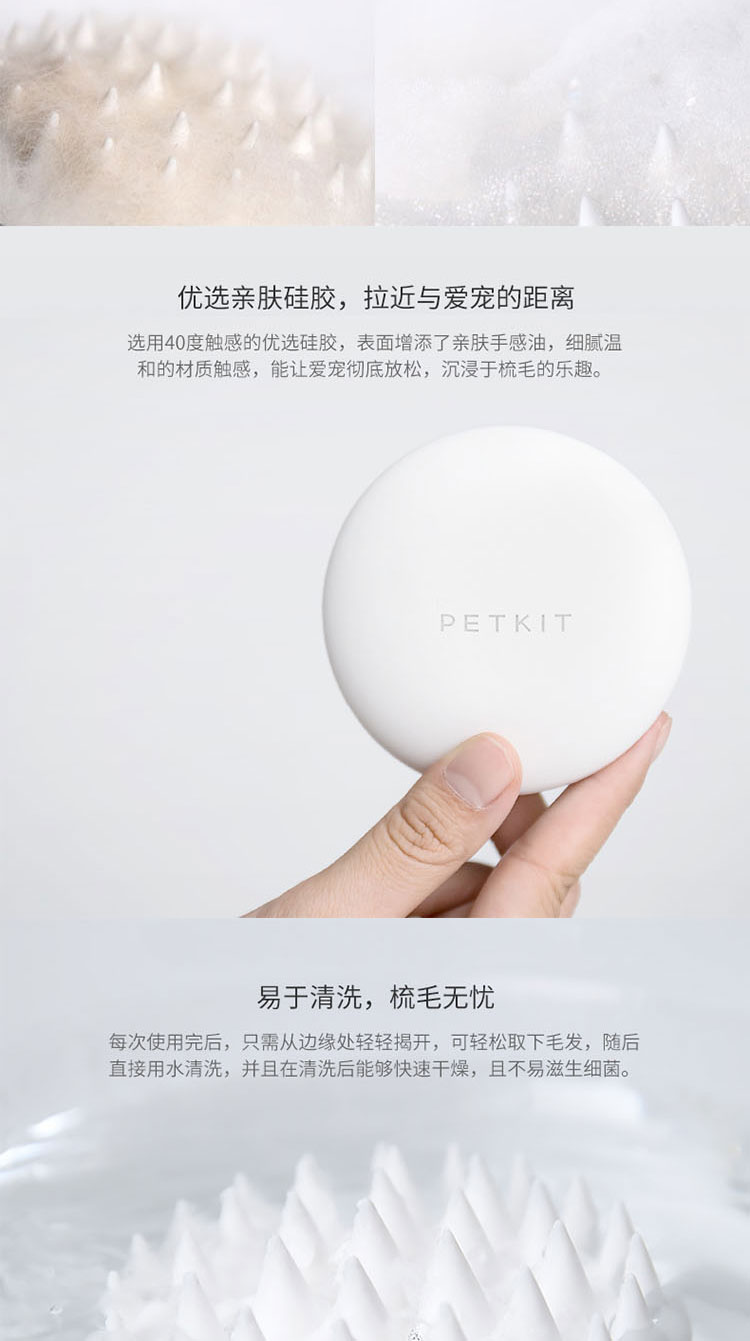 优选亲肤硅胶，拉近与爱宠的距离
选用40度触感的优选硅胶，表面增添了亲肤手感油，细腻温
和的材质触感，能让爱宠彻底放松，沉浸于梳毛的乐趣。
PETKIT
易于清洗，梳毛无忧
每次使用完后，只需从边缘处轻轻揭开，可轻松取下毛发，随后
直接用水清洗，并且在清洗后能够快速干燥，且不易滋生细菌。